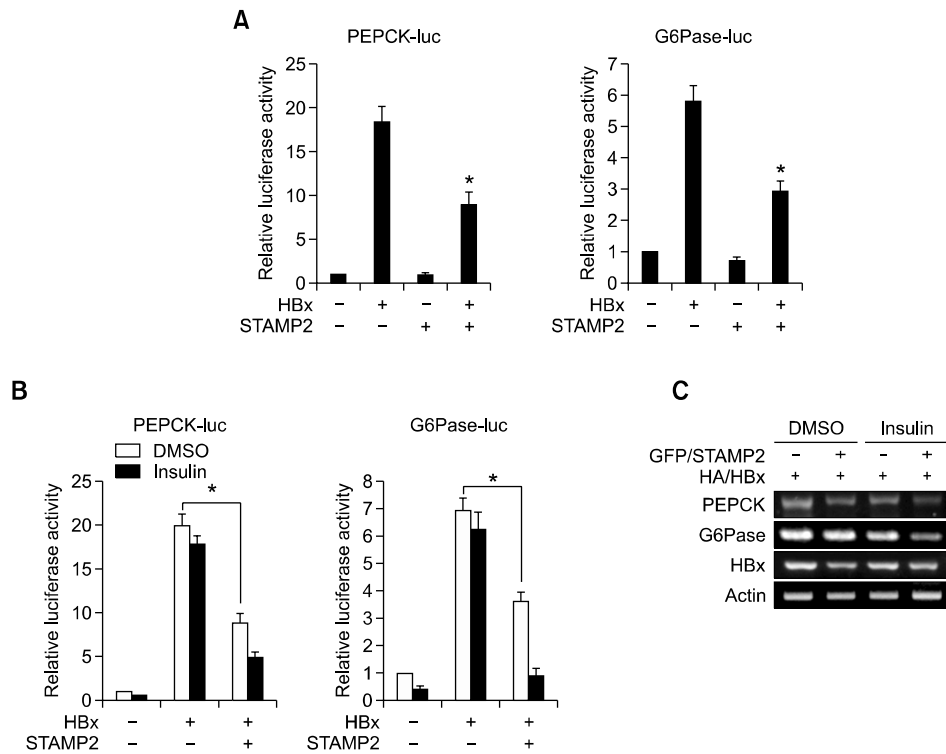 A
PEPCK-luc
Relative luciferase activity
25
20
15
10
5
0
*
HBx – + – +
STAMP2 – – + +
G6Pase-luc
Relative luciferase activity
7
6
5
4
3
2
1
0
*
HBx – + – +
STAMP2 – – + +
B
PEPCK-luc
DMSO
Insulin
Relative luciferase activity
25
20
15
10
5
0
*
HBx – + +
STAMP2 – – +
G6Pase-luc
Relative luciferase activity
8
7
6
5
4
3
2
1
0
*
HBx – + +
STAMP2 – – +
C
DMSO Insulin
GFP/STAMP2 – + – +
HA/HBx + + + +
PEPCK
G6Pase
HBx
Actin